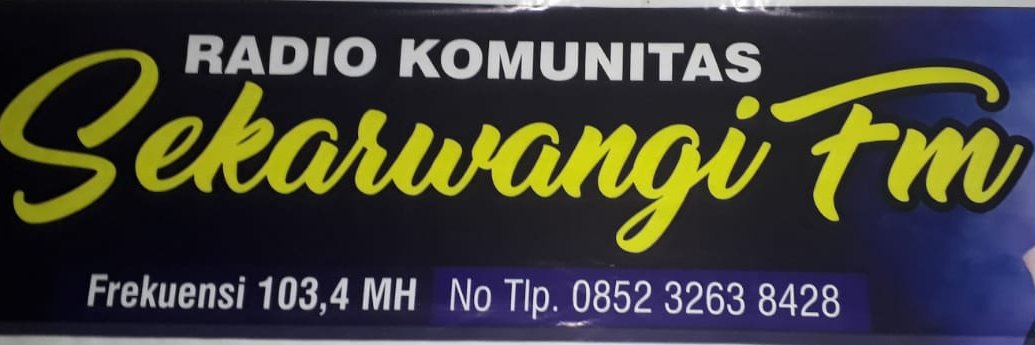 RADIO KOMUNITAS
Sekarwangi Fm
Frekuensi 103,4 MH No Tlp. 0852 3263 8428